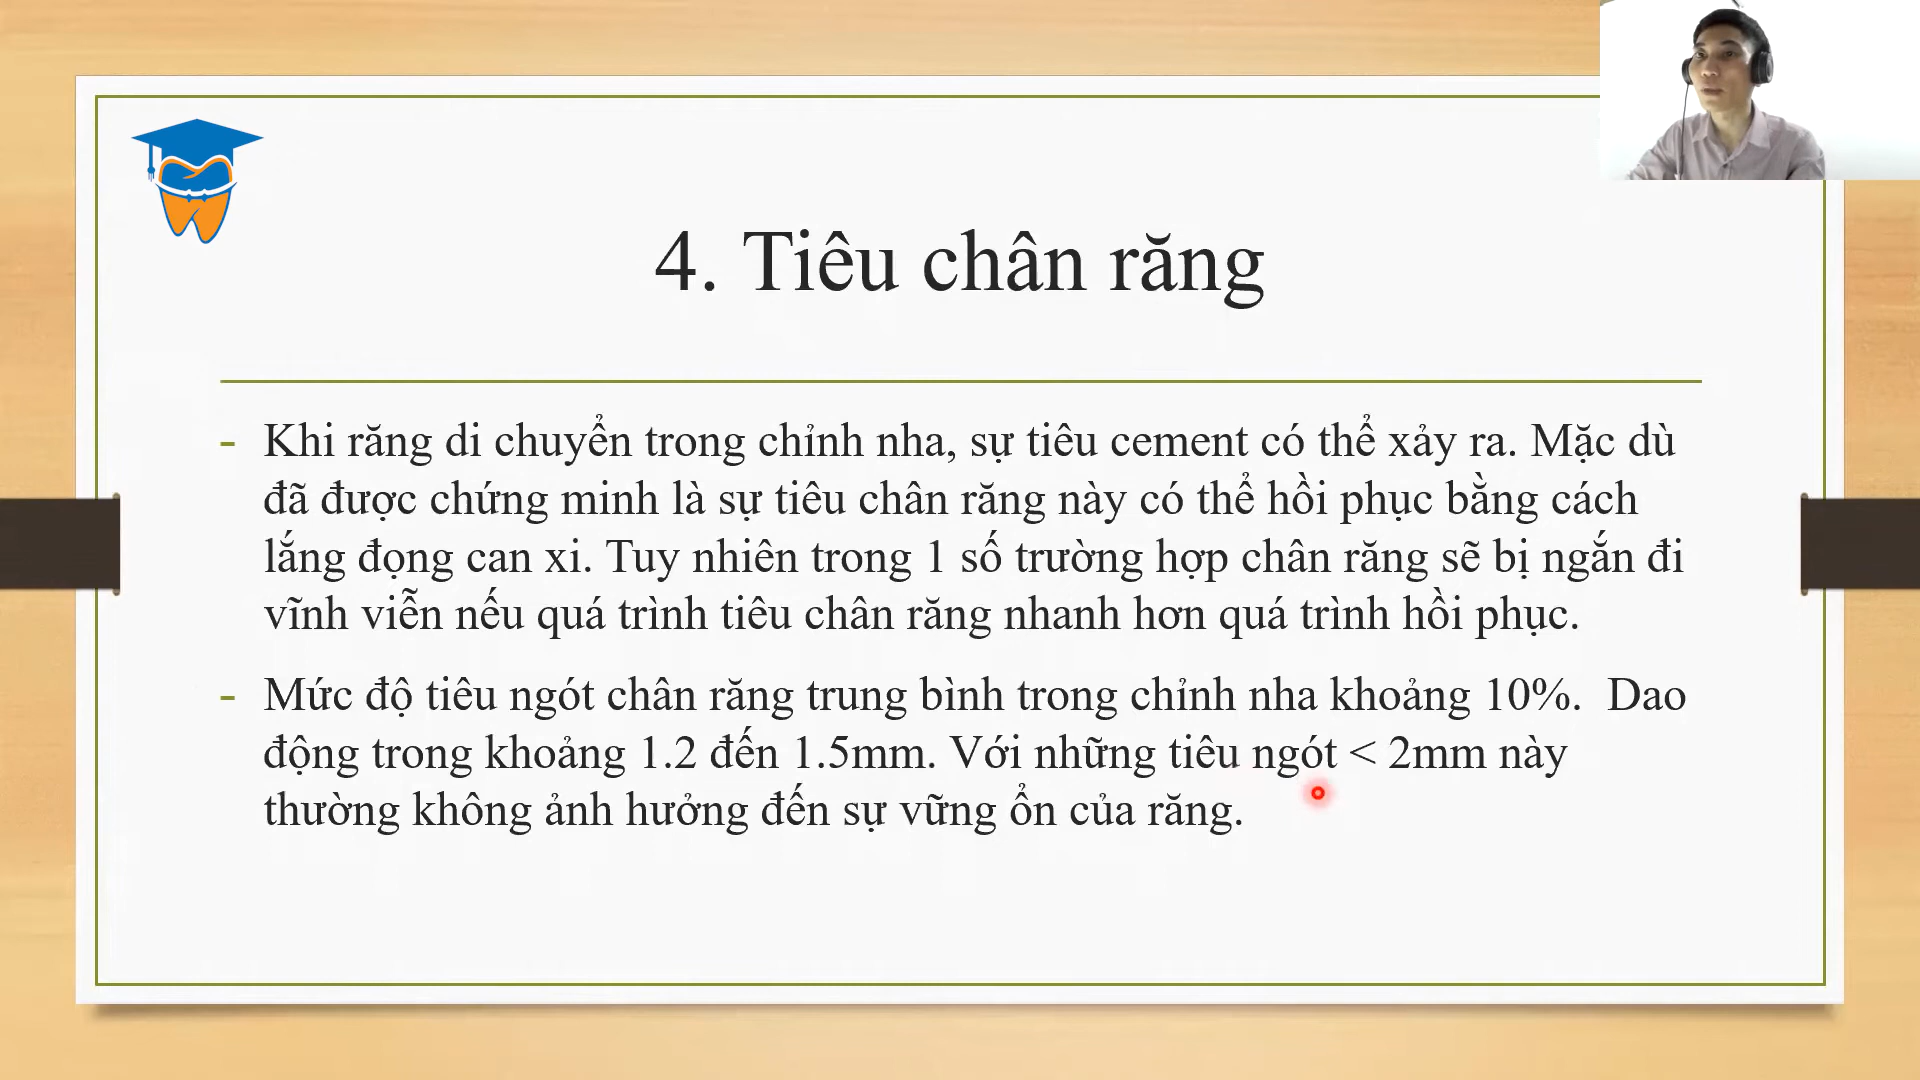 4. Tiêu chân răng
- Khi răng di chuyển trong chỉnh nha, sự tiêu cement có thể xảy ra. Mặc dù
đã được chứng minh là sự tiêu chân răng này có thể hồi phục bằng cách
lắng đọng can xi. Tuy nhiên trong 1 số trường hợp chân răng sẽ bị ngắn đi
vĩnh viễn nếu quá trình tiêu chân răng nhanh hơn quá trình hồi phục.
- Mức độ tiêu ngót chân răng trung bình trong chỉnh nha khoảng 10%. Dao
động trong khoảng 1.2 đến 1.5mm. Với những tiêu ngót < 2mm này
thường không ảnh hưởng đến sự vững ổn của răng.